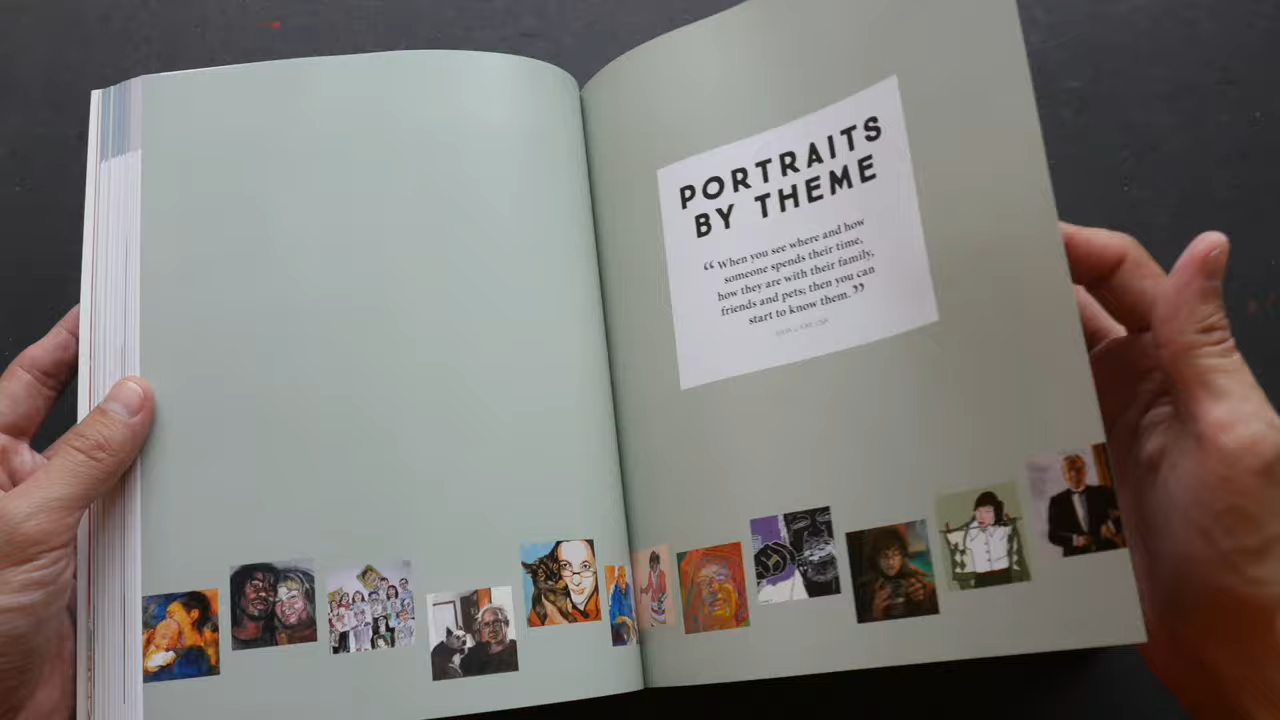 PORTRAITS
BY THEME
“When you see where and how
someone spends their time,
how they are with their family,
friends and pets; then you can
start to know them.”